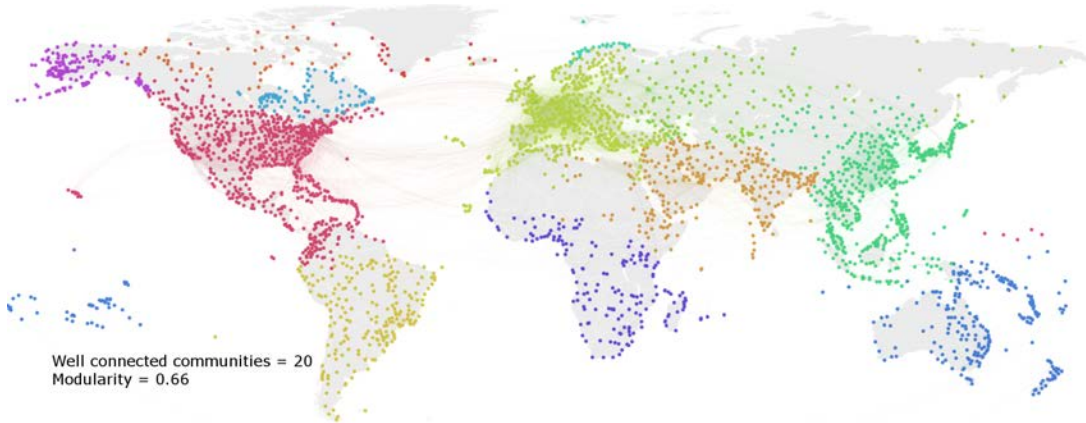 Well connected communities = 20
Modularity = 0.66